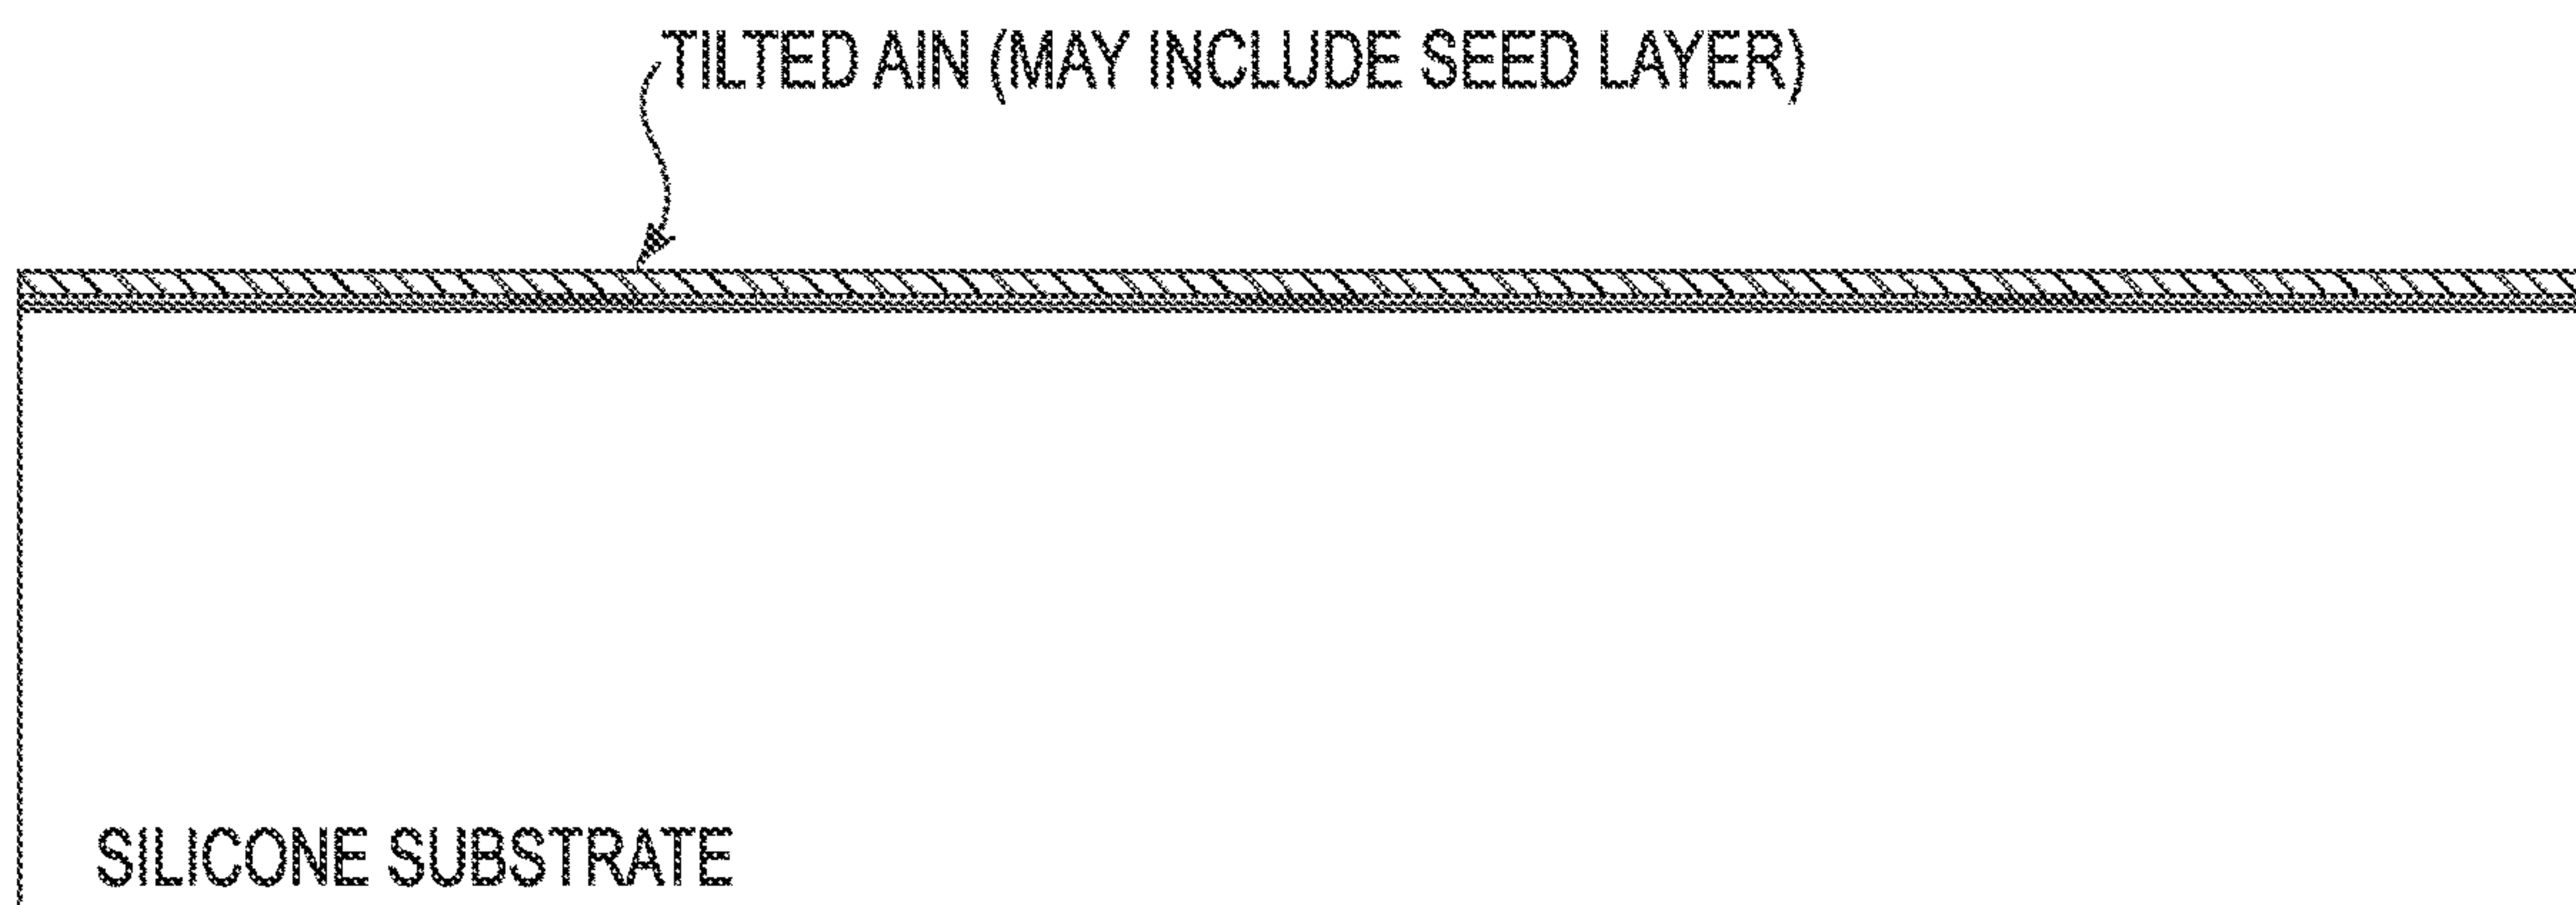 TILTED AIN (MAY INCLUDE SEED LAYER)
SILICONE SUBSTRATE